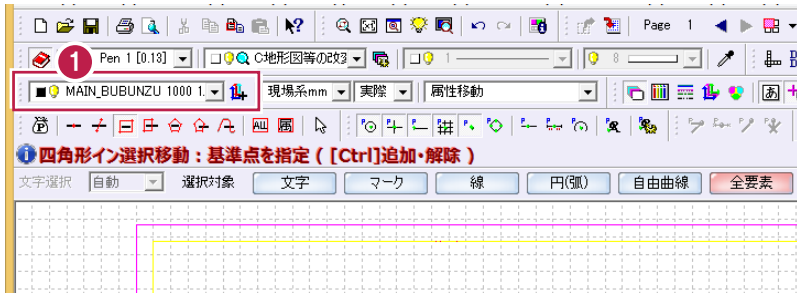 Page 1
1
Pen 1 [0.13] C地形図等の改 1 8
MAIN_BUBUNZU 1000 1. 現場系mm 実際 属性移動 あ
ALL
四角形イン選択移動：基準点を指定 ( [Ctrl]追加・解除 )
文字選択 自動 選択対象 文字 マーク 線 円(弧) 自由曲線 全要素